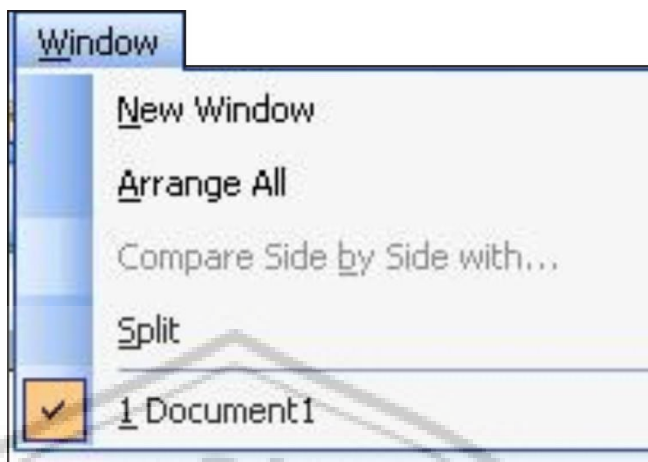 Window
New Window
Arrange All
Compare Side by Side with...
Split
1 Document1